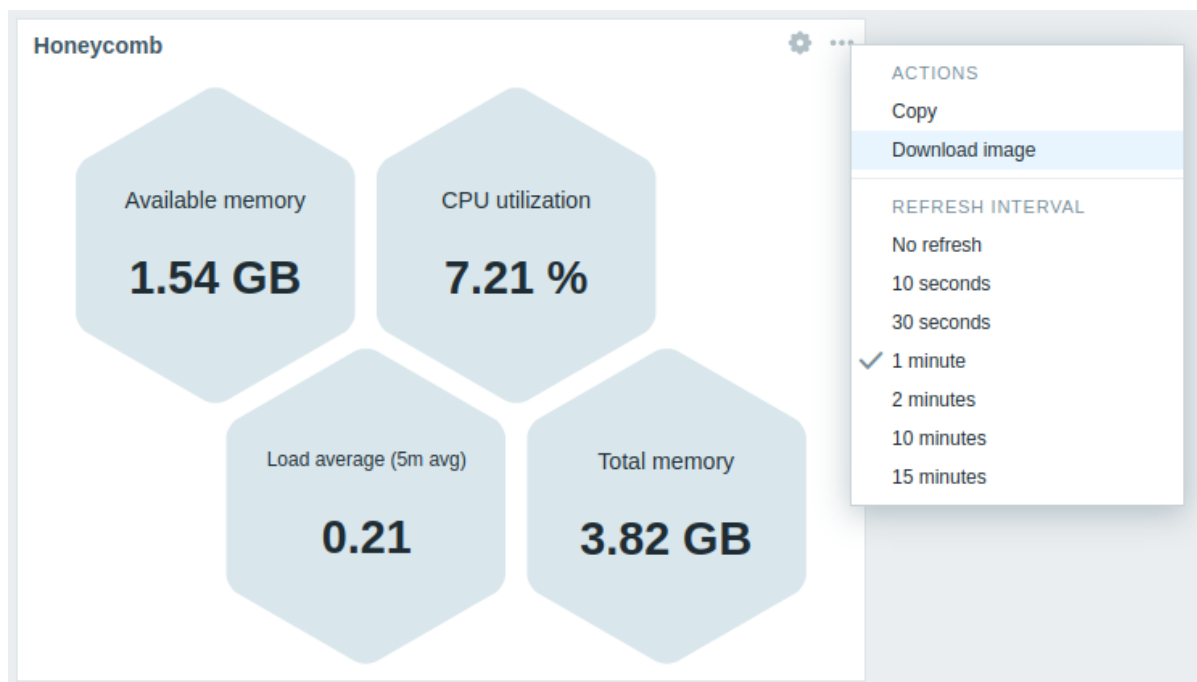 Honeycomb
Available memory
1.54 GB
CPU utilization
7.21 %
Load average (5m avg)
0.21
Total memory
3.82 GB
ACTIONS
Copy
Download image
REFRESH INTERVAL
No refresh
10 seconds
30 seconds
1 minute
2 minutes
10 minutes
15 minutes